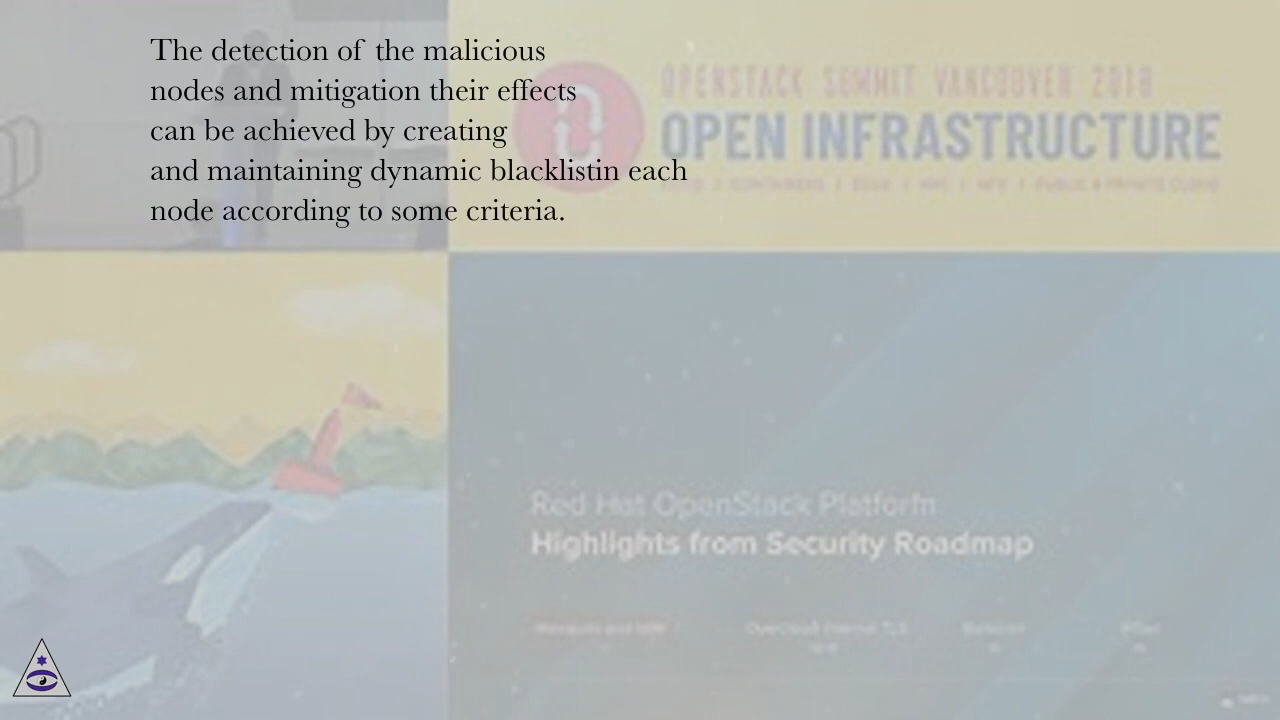 The detection of the malicious
nodes and mitigation their effects
can be achieved by creating
and maintaining dynamic blacklistin each
node according to some criteria.
OPENSTACK SUMMIT VANCOUVER 2018
OPEN INFRASTRUCTURE
Red Hat OpenStack Platform
Highlights from Security Roadmap